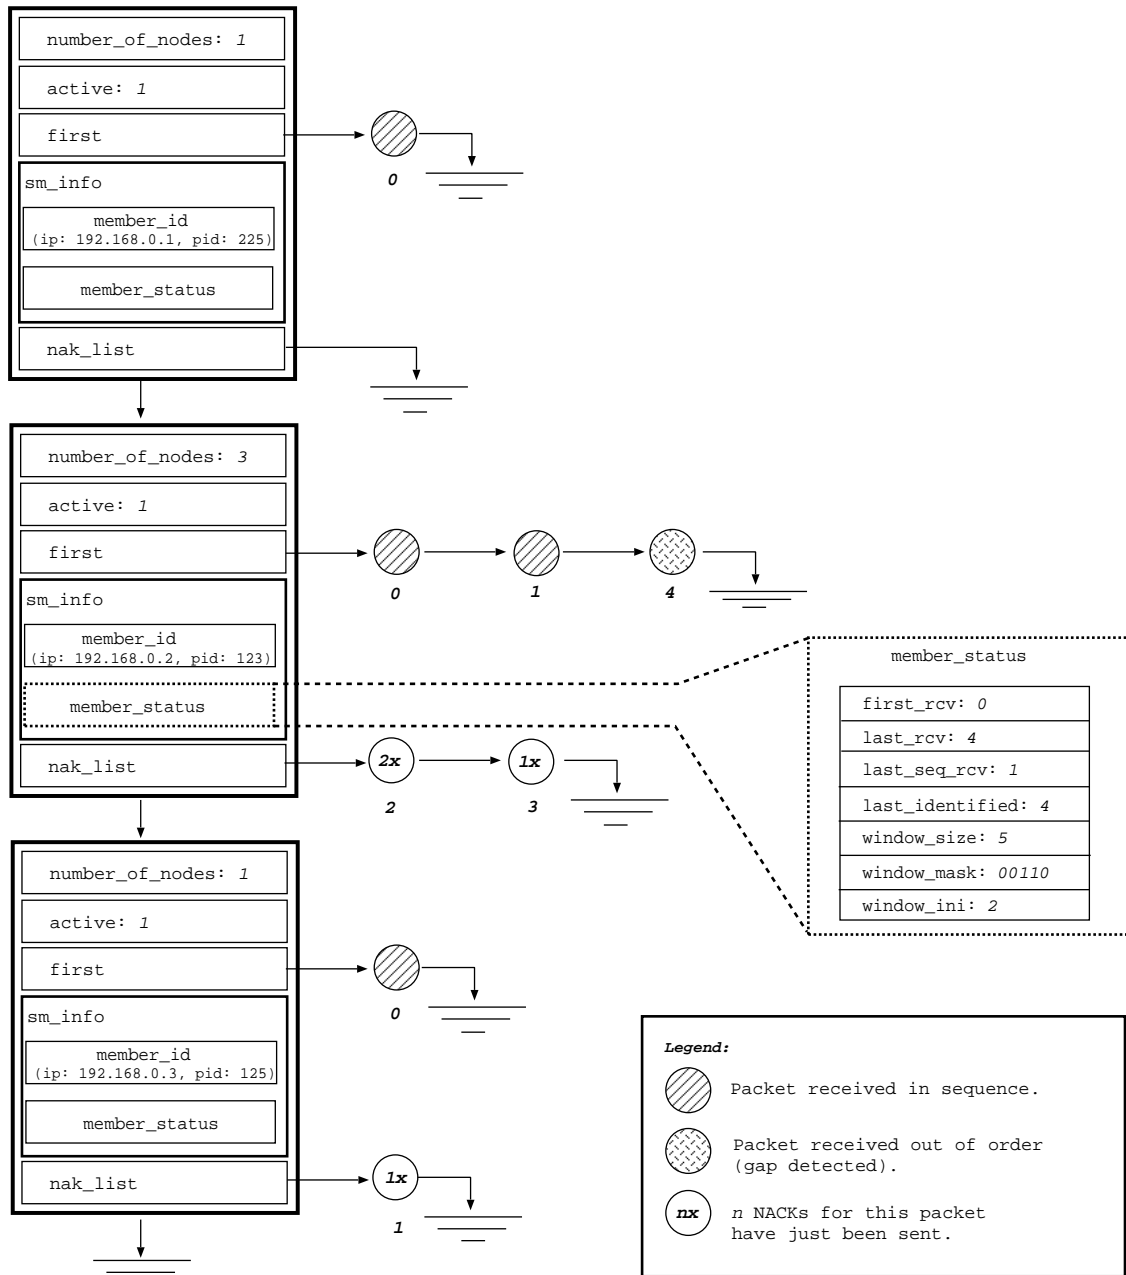 number_of_nodes: 1
active: 1
first
0
sm_info
member_id
(ip: 192.168.0.1, pid: 225)
member_status
nak_list
number_of_nodes: 3
active: 1
first
0
1
4
sm_info
member_id
(ip: 192.168.0.2, pid: 123)
member_status
nak_list
2x
1x
2
3
member_status
first_rcv: 0
last_rcv: 4
last_seq_rcv: 1
last_identified: 4
window_size: 5
window_mask: 00110
window_ini: 2
number_of_nodes: 1
active: 1
first
0
sm_info
member_id
(ip: 192.168.0.3, pid: 125)
member_status
nak_list
1x
1
Legend:
Packet received in sequence.
Packet received out of order
(gap detected).
nx
n NACKs for this packet
have just been sent.